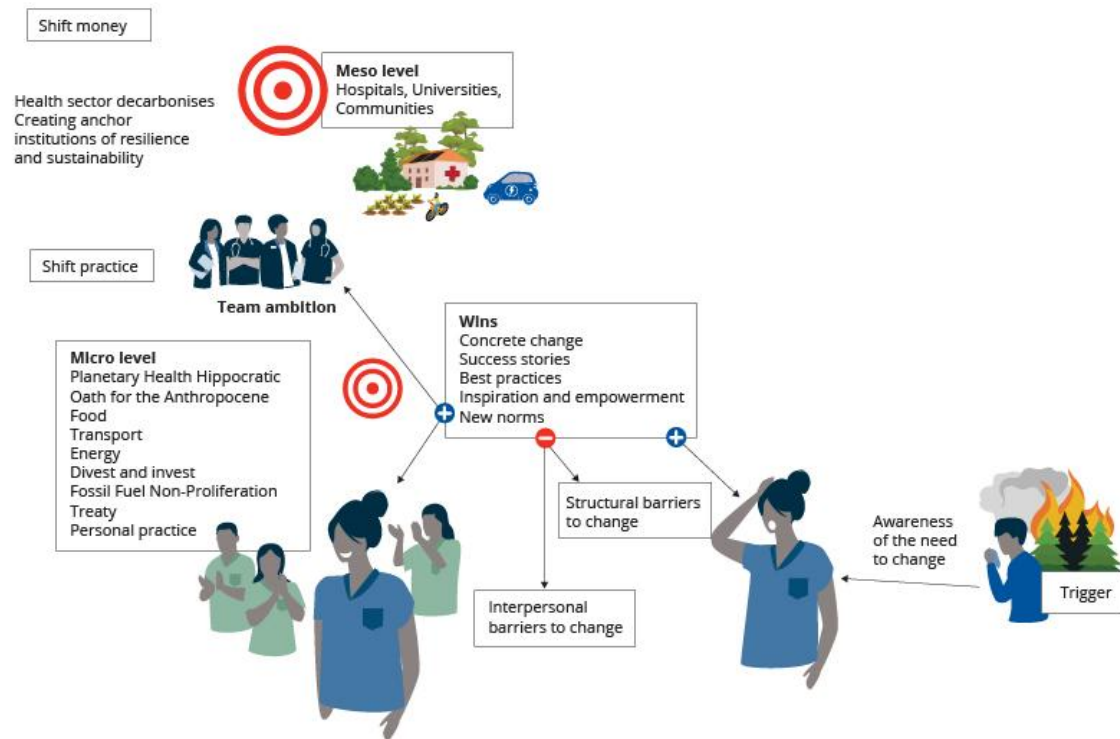 Shift money
Meso level
Hospitals, Universities,
Communities
Health sector decarbonises
Creating anchor
institutions of resilience
and sustainability
Shift practice
Team ambition
Wins
Concrete change
Success stories
Best practices
Inspiration and empowerment
New norms
Micro level
Planetary Health Hippocratic
Oath for the Anthropocene
Food
Transport
Energy
Divest and invest
Fossil Fuel Non-Proliferation
Treaty
Personal practice
Structural barriers
to change
Interpersonal
barriers to change
Awareness
of the need
to change
Trigger